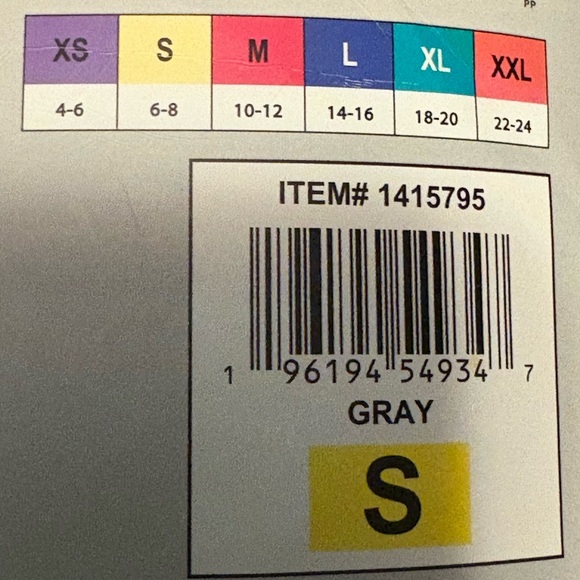 PP
XS S M L XL XXL
4-6 6-8 10-12 14-16 18-20 22-24
ITEM# 1415795
1 96194 54934 7
GRAY
S